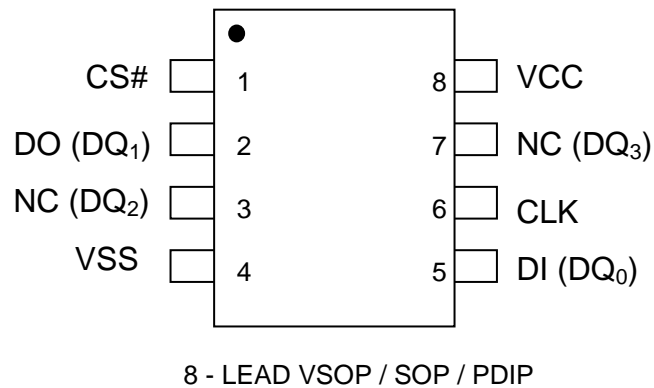 CS# 1 8 VCC
DO (DQ₁) 2 7 NC (DQ₃)
NC (DQ₂) 3 6 CLK
VSS 4 5 DI (DQ₀)
8 - LEAD VSOP / SOP / PDIP